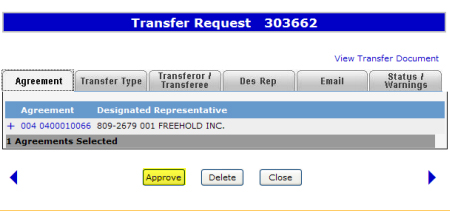 Transfer Request 303662
View Transfer Document
Agreement Transfer Type Transferor / Transferee Des Rep Email Status / Warnings
Agreement Designated Representative
+ 004 0400010066 809-2679 001 FREEHOLD INC.
1 Agreements Selected
Approve Delete Close